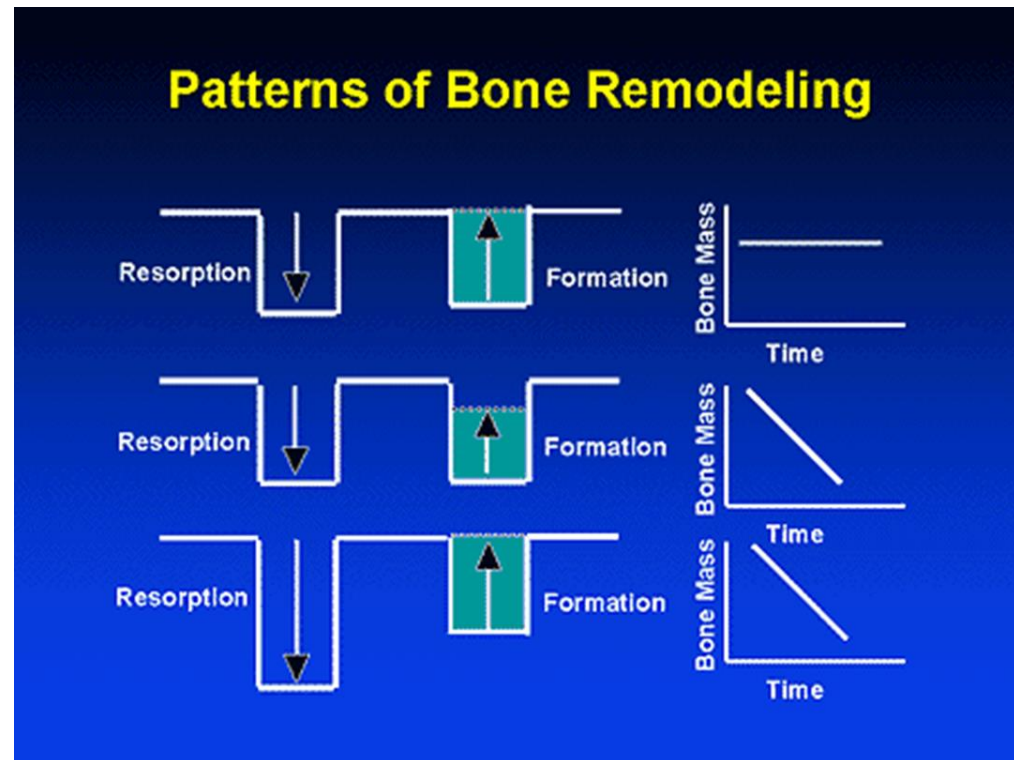 Patterns of Bone Remodeling
Resorption
Formation
Bone Mass
Time
Resorption
Formation
Bone Mass
Time
Resorption
Formation
Bone Mass
Time